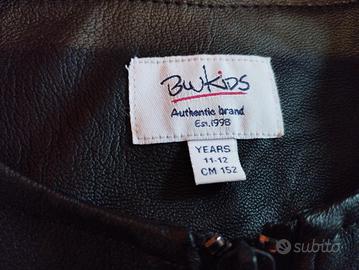 BWKIDS
Authentic brand
Est.1998
YEARS
11-12
CM 152
subito